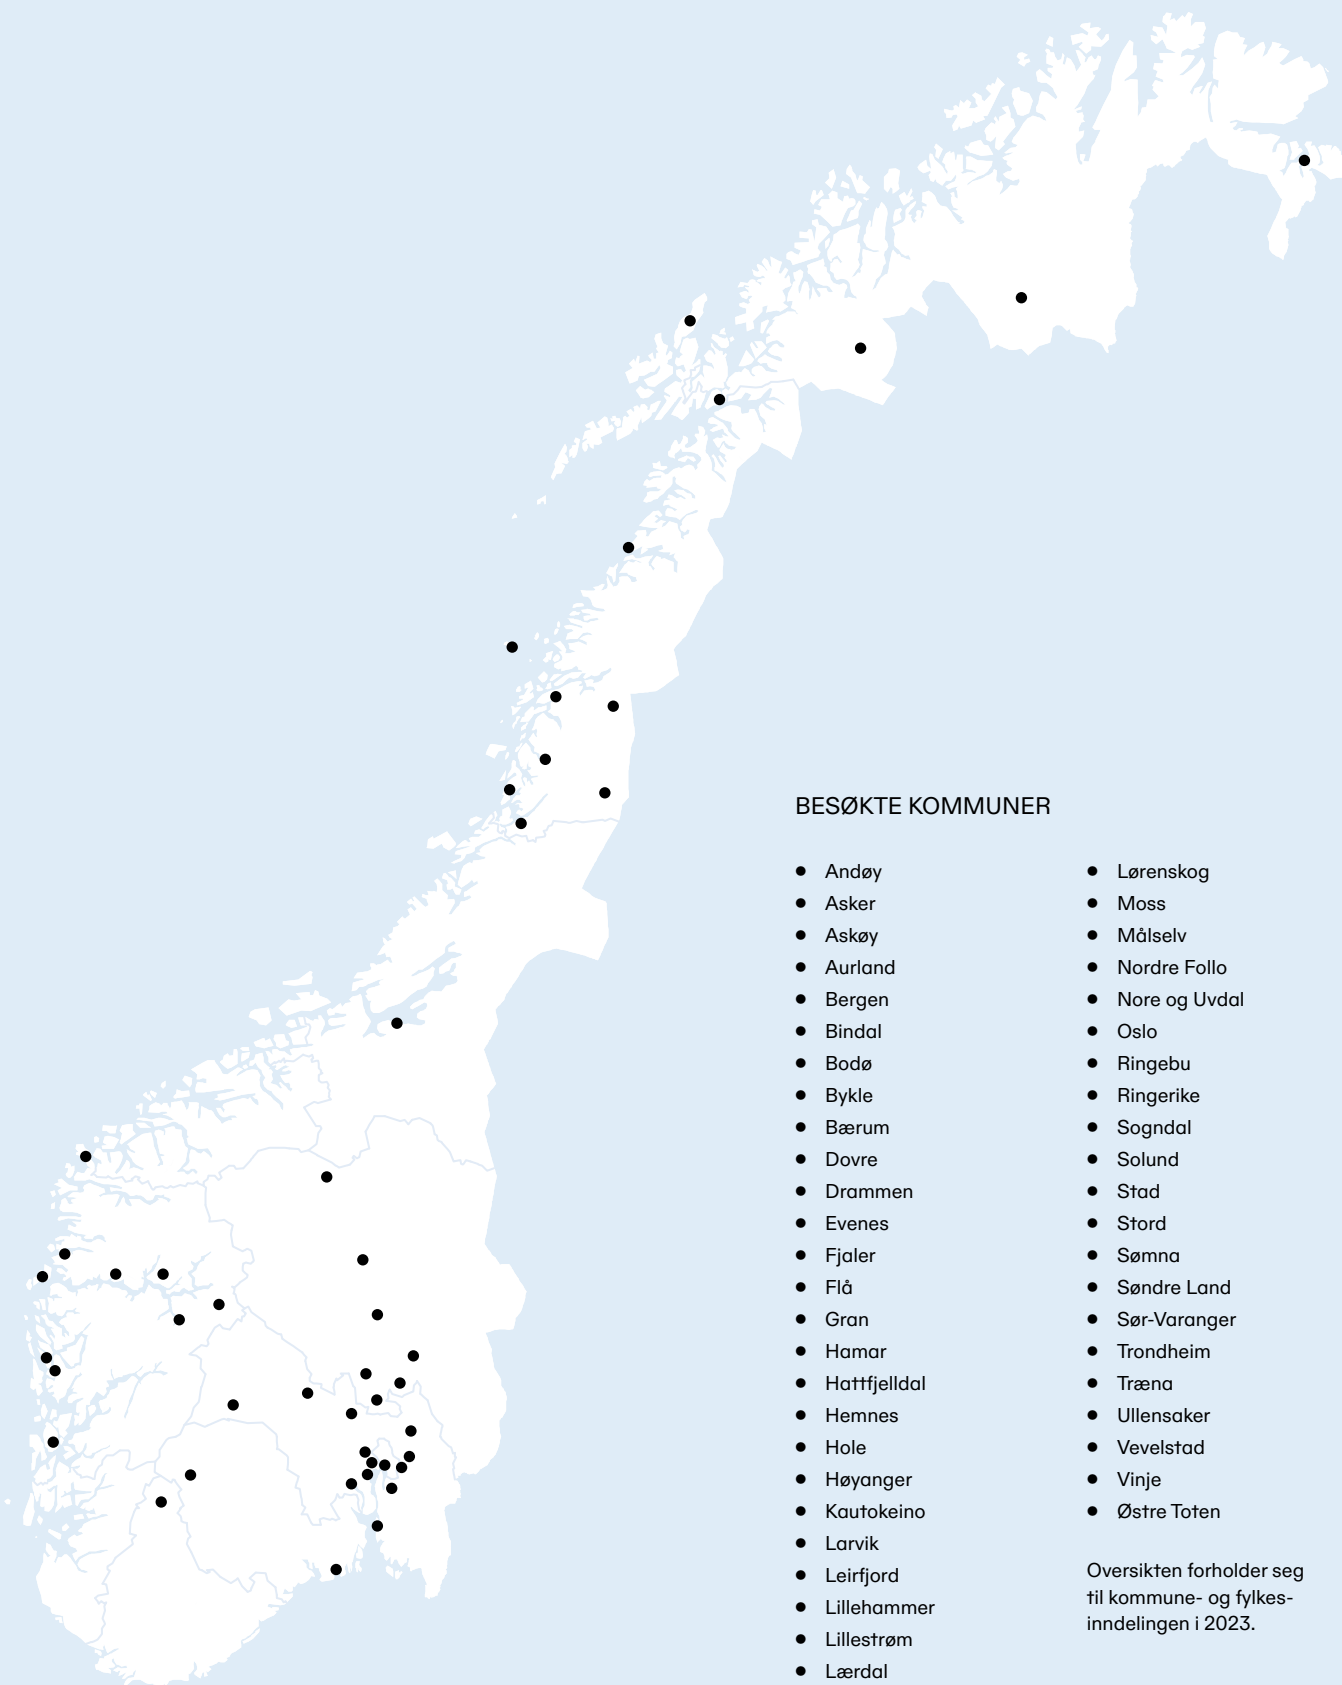 BESØKTE KOMMUNER
Andøy
Asker
Askøy
Aurland
Bergen
Bindal
Bodø
Bykle
Bærum
Dovre
Drammen
Evenes
Fjaler
Flå
Gran
Hamar
Hattfjelldal
Hemnes
Hole
Høyanger
Kautokeino
Larvik
Leirfjord
Lillehammer
Lillestrøm
Lærdal
Lørenskog
Moss
Målselv
Nordre Follo
Nore og Uvdal
Oslo
Ringebu
Ringerike
Sogndal
Solund
Stad
Stord
Sømna
Søndre Land
Sør-Varanger
Trondheim
Træna
Ullensaker
Vevelstad
Vinje
Østre Toten
Oversikten forholder seg
til kommune- og fylkes-
inndelingen i 2023.